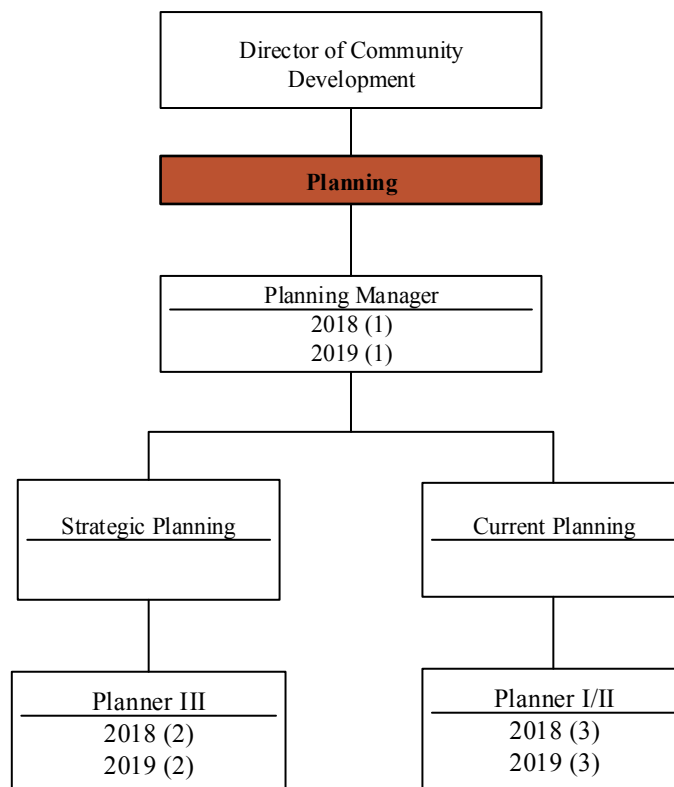 Director of Community
Development
Planning
Planning Manager
2018 (1)
2019 (1)
Strategic Planning
Current Planning
Planner III
2018 (2)
2019 (2)
Planner I/II
2018 (3)
2019 (3)